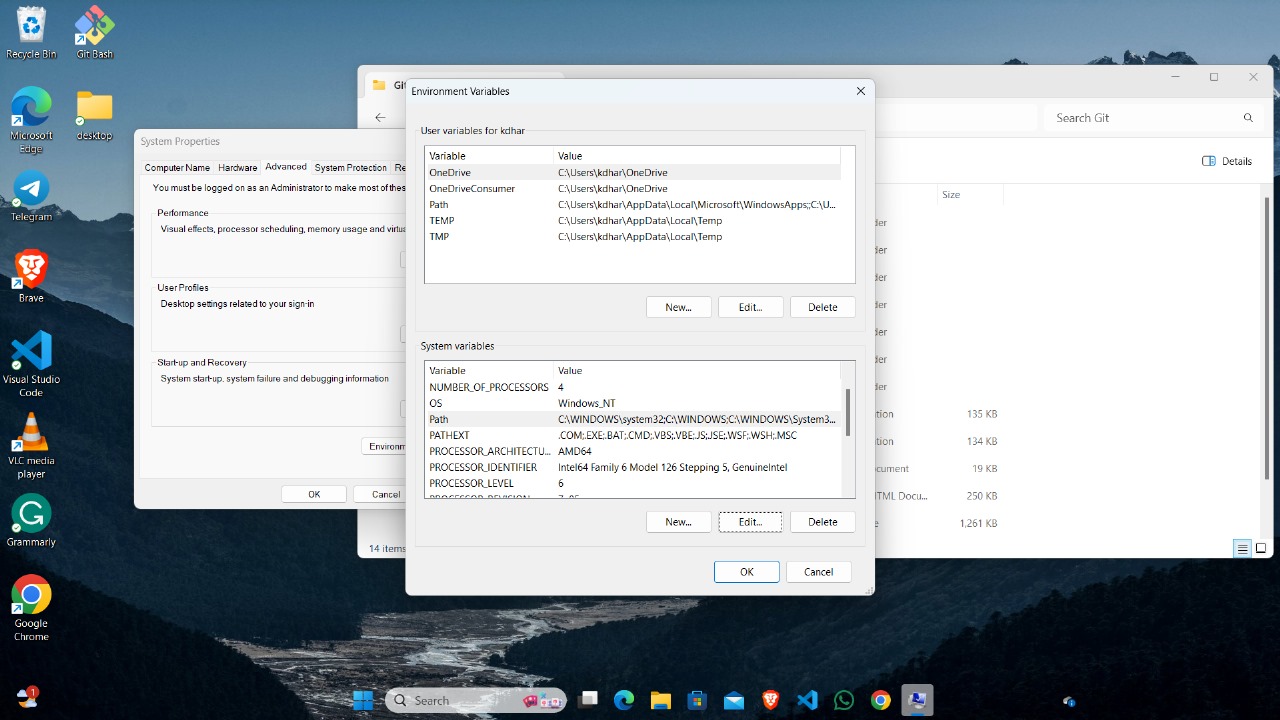 Recycle Bin
Git Bash
Microsoft Edge
desktop
Telegram
Brave
Visual Studio Code
VLC media player
Grammarly
Google Chrome
System Properties
Computer Name Hardware Advanced System Protection Re
You must be logged on as an Administrator to make most of these
Performance
Visual effects, processor scheduling, memory usage and virtua
User Profiles
Desktop settings related to your sign-in
Start-up and Recovery
System start-up, system failure and debugging information
Environm
OK Cancel
Environment Variables
User variables for kdhar
Variable Value
OneDrive C:\Users\kdhar\OneDrive
OneDriveConsumer C:\Users\kdhar\OneDrive
Path C:\Users\kdhar\AppData\Local\Microsoft\WindowsApps;;C:\U...
TEMP C:\Users\kdhar\AppData\Local\Temp
TMP C:\Users\kdhar\AppData\Local\Temp
New... Edit... Delete
System variables
Variable Value
NUMBER_OF_PROCESSORS 4
OS Windows_NT
Path C:\WINDOWS\system32;C:\WINDOWS;C:\WINDOWS\System3...
PATHEXT .COM;.EXE;.BAT;.CMD;.VBS;.VBE;.JS;.JSE;.WSF;.WSH;.MSC
PROCESSOR_ARCHITECTU... AMD64
PROCESSOR_IDENTIFIER Intel64 Family 6 Model 126 Stepping 5, GenuineIntel
PROCESSOR_LEVEL 6
New... Edit... Delete
OK Cancel
Git
Search Git
Details
Size
der
der
der
der
der
der
der
tion 135 KB
tion 134 KB
ocument 19 KB
TML Docu... 250 KB
e 1,261 KB
14 items
1
Search